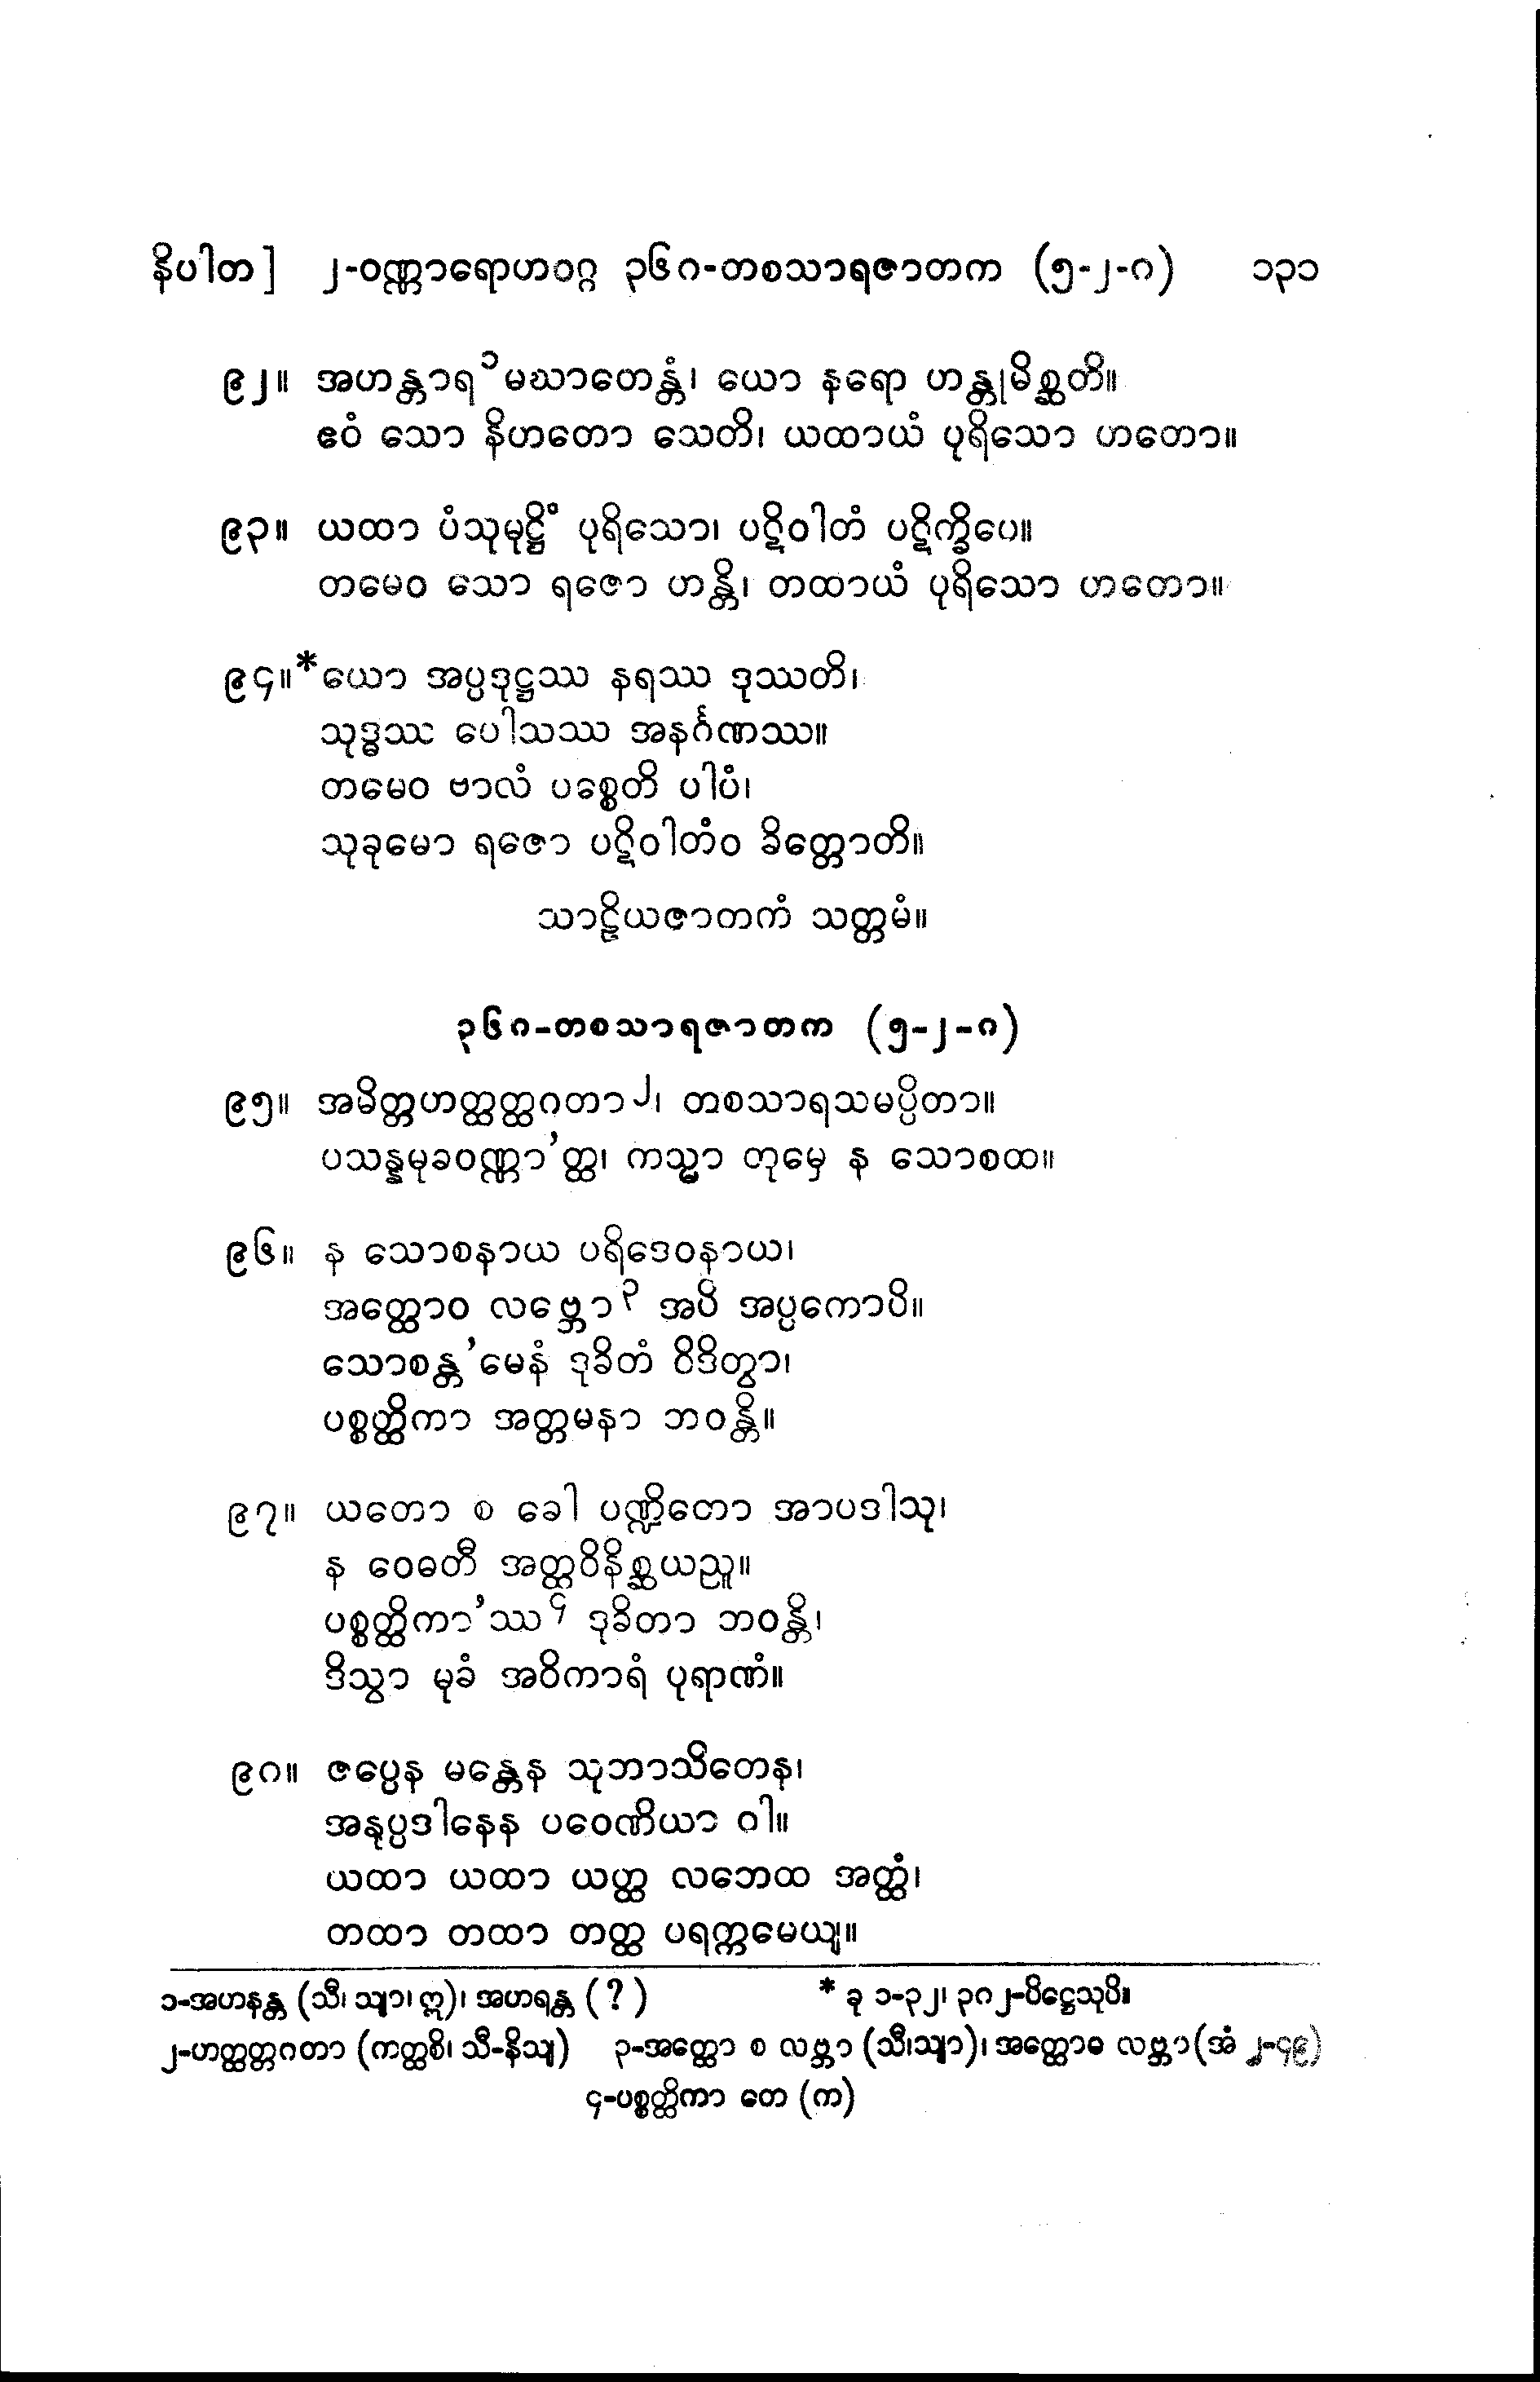 နိပါတ] ၂-ဝဏ္ဏာရောဟဝဂ္ဂ ၃၆၈-တစသာရဇာတက (၅-၂-၈) ၁၃၁
၉၂။ အဟန္တာရ၁မဃာတေန္တံ၊ ယော နရော ဟန္တုမိစ္ဆတိ။
ဧဝံ သော နိဟတော သေတိ၊ ယထာယံ ပုရိသော ဟတော။
၉၃။ ယထာ ပံသုမုဋ္ဌိံ ပုရိသော၊ ပဋိဝါတံ ပဋိက္ခိပေ။
တမေဝ သော ရဇော ဟန္တိ၊ တထာယံ ပုရိသော ဟတော။
၉၄။*ယော အပ္ပဒုဋ္ဌဿ နရဿ ဒုဿတိ၊
သုဒ္ဓဿ ပေါသဿ အနင်္ဂဏဿ။
တမေဝ ဗာလံ ပစ္စေတိ ပါပံ၊
သုခုမော ရဇော ပဋိဝါတံဝ ခိတ္တောတိ။
သာဠိယဇာတကံ သတ္တမံ။
၃၆၈-တစသာရဇာတက (၅-၂-၈)
၉၅။ အမိတ္တဟတ္ထတ္ထဂတာ၂၊ တစသာရသမပ္ပိတာ။
ပသန္နမုခဝဏ္ဏာ’တ္ထ၊ ကသ္မာ တုမှေ န သောစထ။
၉၆။ န သောစနာယ ပရိဒေဝနာယ၊
အတ္ထောဝ လဗ္ဘော၃ အပိ အပ္ပကောပိ။
သောစန္တ’မေနံ ဒုခိတံ ဝိဒိတွာ၊
ပစ္စတ္ထိကာ အတ္တမနာ ဘဝန္တိ။
၉၇။ ယတော စ ခေါ ပဏ္ဍိတော အာပဒါသု၊
န ဝေဓတီ အတ္ထဝိနိစ္ဆယညူ။
ပစ္စတ္ထိကာ’ဿ၄ ဒုခိတာ ဘဝန္တိ၊
ဒိသွာ မုခံ အဝိကာရံ ပုရာဏံ။
၉၈။ ဇပ္ပေန မန္တေန သုဘာသိတေန၊
အနုပ္ပဒါနေန ပဝေဏိယာ ဝါ။
ယထာ ယထာ ယတ္ထ လဘေထ အတ္ထံ၊
တထာ တထာ တတ္ထ ပရက္ကမေယျ။
၁-အဟနန္တ (သီ၊ သျာ၊ ဣ)၊ အဟရန္တ (?) * ခု ၁-၃၂၊ ၃၈၂-ပိဋ္ဌေသုပိ။
၂-ဟတ္ထတ္တဂတာ (ကတ္ထစိ၊ သီ-နိသျ) ၃-အတ္ထော စ လဗ္ဘာ (သီ၊သျာ)၊ အတ္ထောဓ လဗ္ဘာ(အံ ၂-၄၉)
၄-ပစ္စတ္ထိကာ တေ (က)